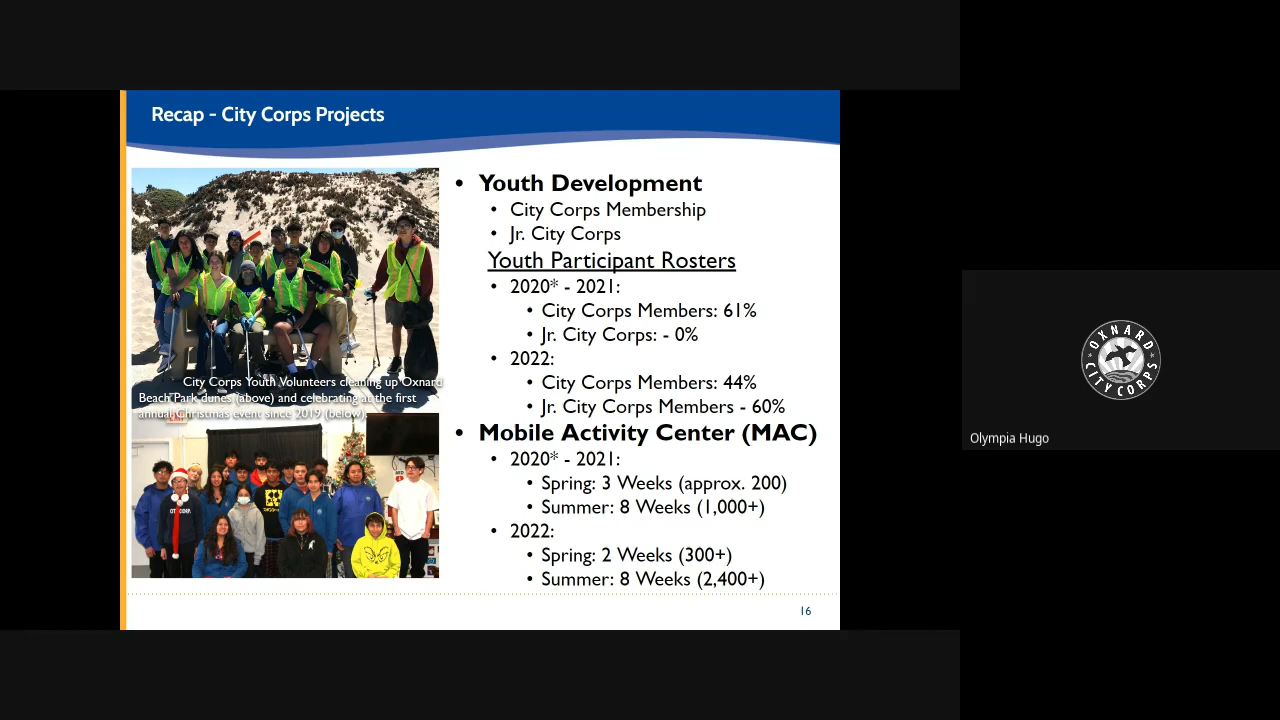 Recap - City Corps Projects
• Youth Development
• City Corps Membership
• Jr. City Corps
Youth Participant Rosters
• 2020* - 2021:
• City Corps Members: 61%
• Jr. City Corps: - 0%
• 2022:
• City Corps Members: 44%
• Jr. City Corps Members - 60%
• Mobile Activity Center (MAC)
• 2020* - 2021:
• Spring: 3 Weeks (approx. 200)
• Summer: 8 Weeks (1,000+)
• 2022:
• Spring: 2 Weeks (300+)
• Summer: 8 Weeks (2,400+)
City Corps Youth Volunteers cleaning up Oxnard
Beach Park dunes (above) and celebrating at the first
annual Christmas event since 2019 (below).
16
OXNARD
CITY CORPS
Olympia Hugo